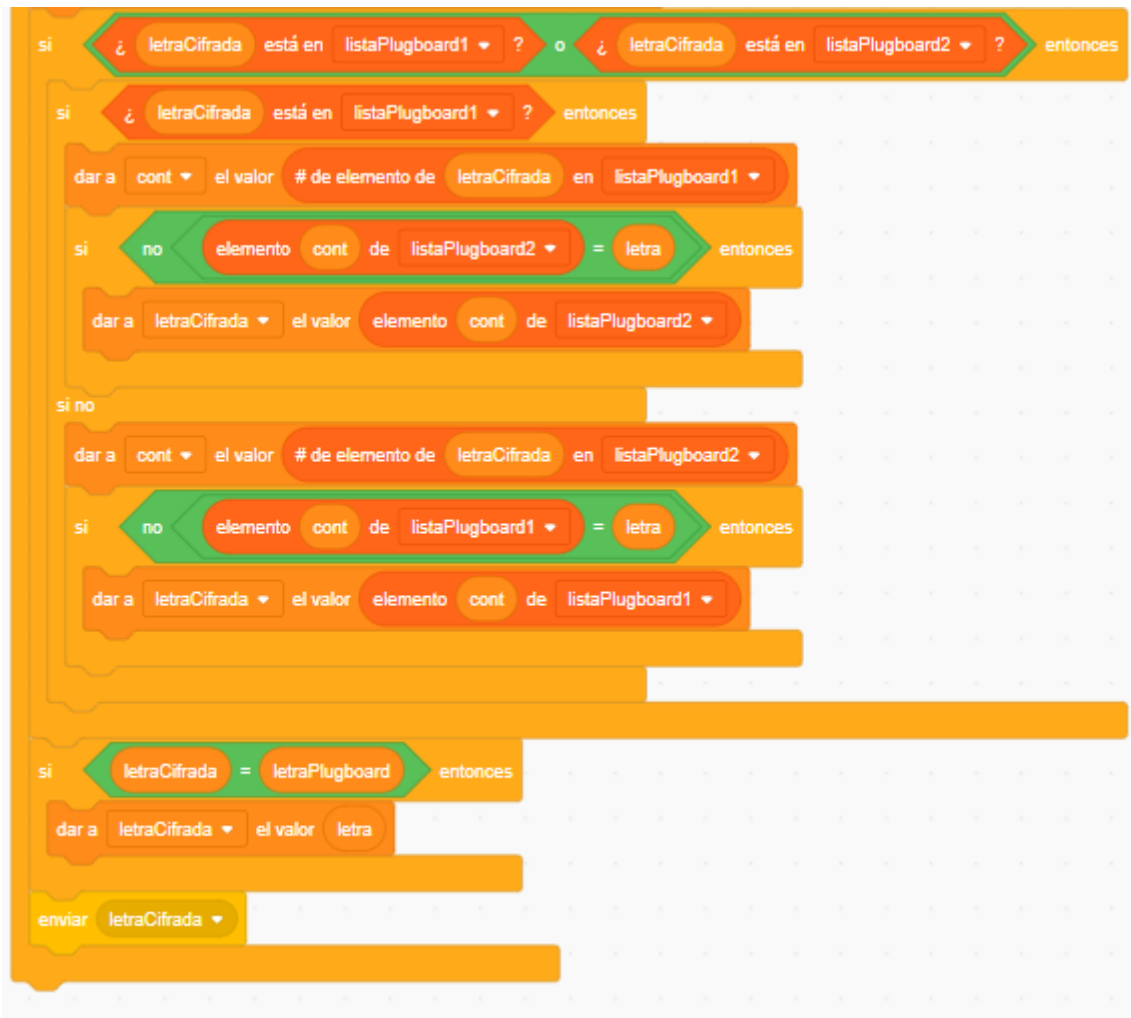 si ¿ letraCifrada está en listaPlugboard1 ? o ¿ letraCifrada está en listaPlugboard2 ? entonces
si ¿ letraCifrada está en listaPlugboard1 ? entonces
dar a cont el valor # de elemento de letraCifrada en listaPlugboard1
si no elemento cont de listaPlugboard2 = letra entonces
dar a letraCifrada el valor elemento cont de listaPlugboard2
si no
dar a cont el valor # de elemento de letraCifrada en listaPlugboard2
si no elemento cont de listaPlugboard1 = letra entonces
dar a letraCifrada el valor elemento cont de listaPlugboard1
si letraCifrada = letraPlugboard entonces
dar a letraCifrada el valor letra
enviar letraCifrada